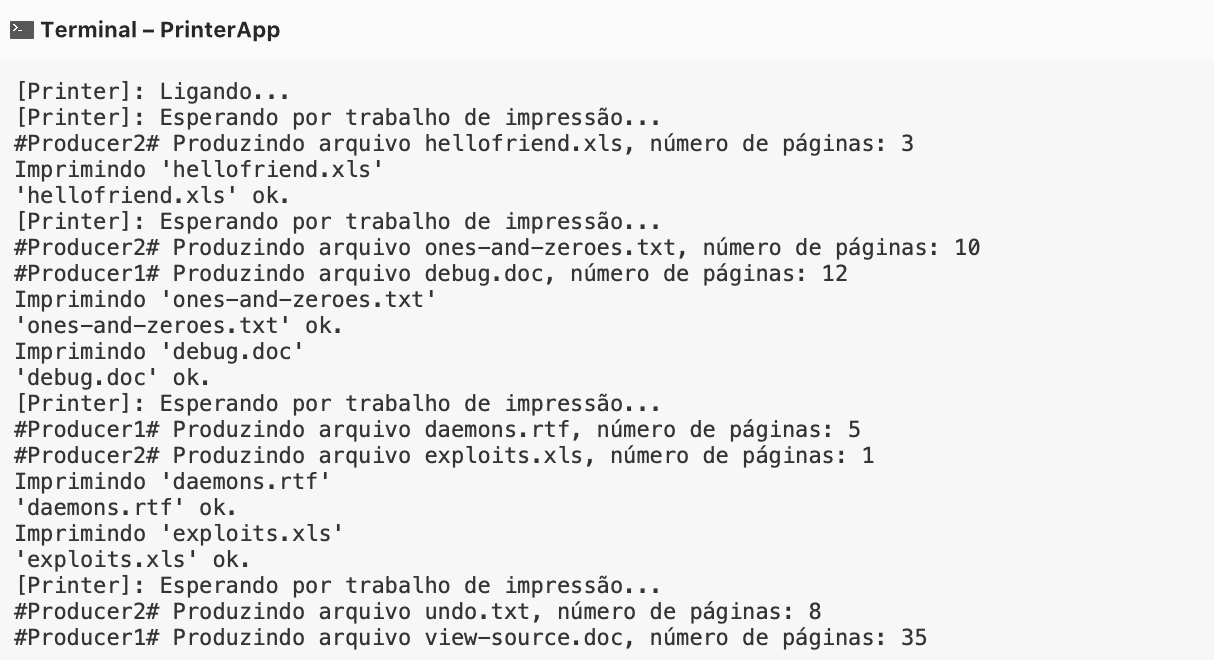 Terminal – PrinterApp
[Printer]: Ligando...
[Printer]: Esperando por trabalho de impressão...
#Producer2# Produzindo arquivo hellofriend.xls, número de páginas: 3
Imprimindo 'hellofriend.xls'
'hellofriend.xls' ok.
[Printer]: Esperando por trabalho de impressão...
#Producer2# Produzindo arquivo ones-and-zeroes.txt, número de páginas: 10
#Producer1# Produzindo arquivo debug.doc, número de páginas: 12
Imprimindo 'ones-and-zeroes.txt'
'ones-and-zeroes.txt' ok.
Imprimindo 'debug.doc'
'debug.doc' ok.
[Printer]: Esperando por trabalho de impressão...
#Producer1# Produzindo arquivo daemons.rtf, número de páginas: 5
#Producer2# Produzindo arquivo exploits.xls, número de páginas: 1
Imprimindo 'daemons.rtf'
'daemons.rtf' ok.
Imprimindo 'exploits.xls'
'exploits.xls' ok.
[Printer]: Esperando por trabalho de impressão...
#Producer2# Produzindo arquivo undo.txt, número de páginas: 8
#Producer1# Produzindo arquivo view-source.doc, número de páginas: 35